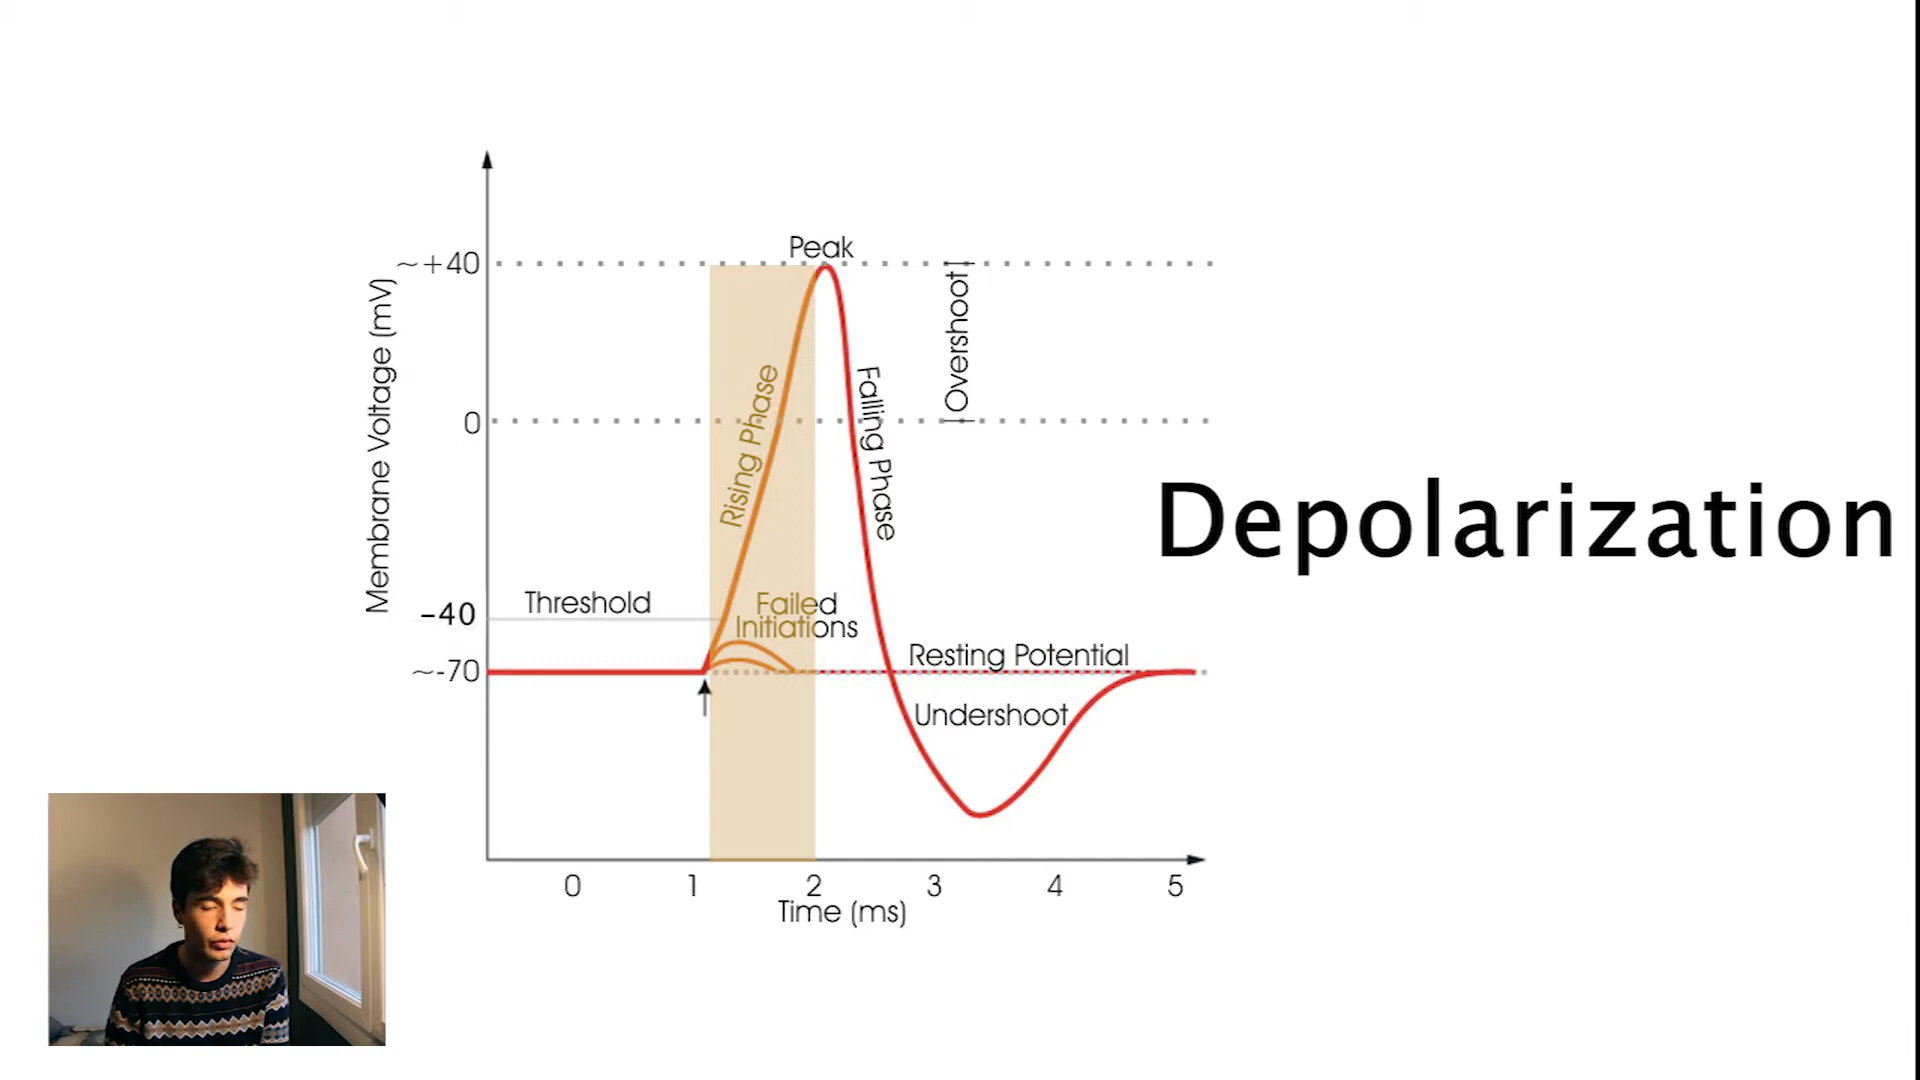 Peak
~+40
Overshoot
Membrane Voltage (mV)
Rising Phase
Falling Phase
0
Depolarization
Threshold
Failed
Initiations
-40
Resting Potential
~-70
Undershoot
0 1 2 3 4 5
Time (ms)